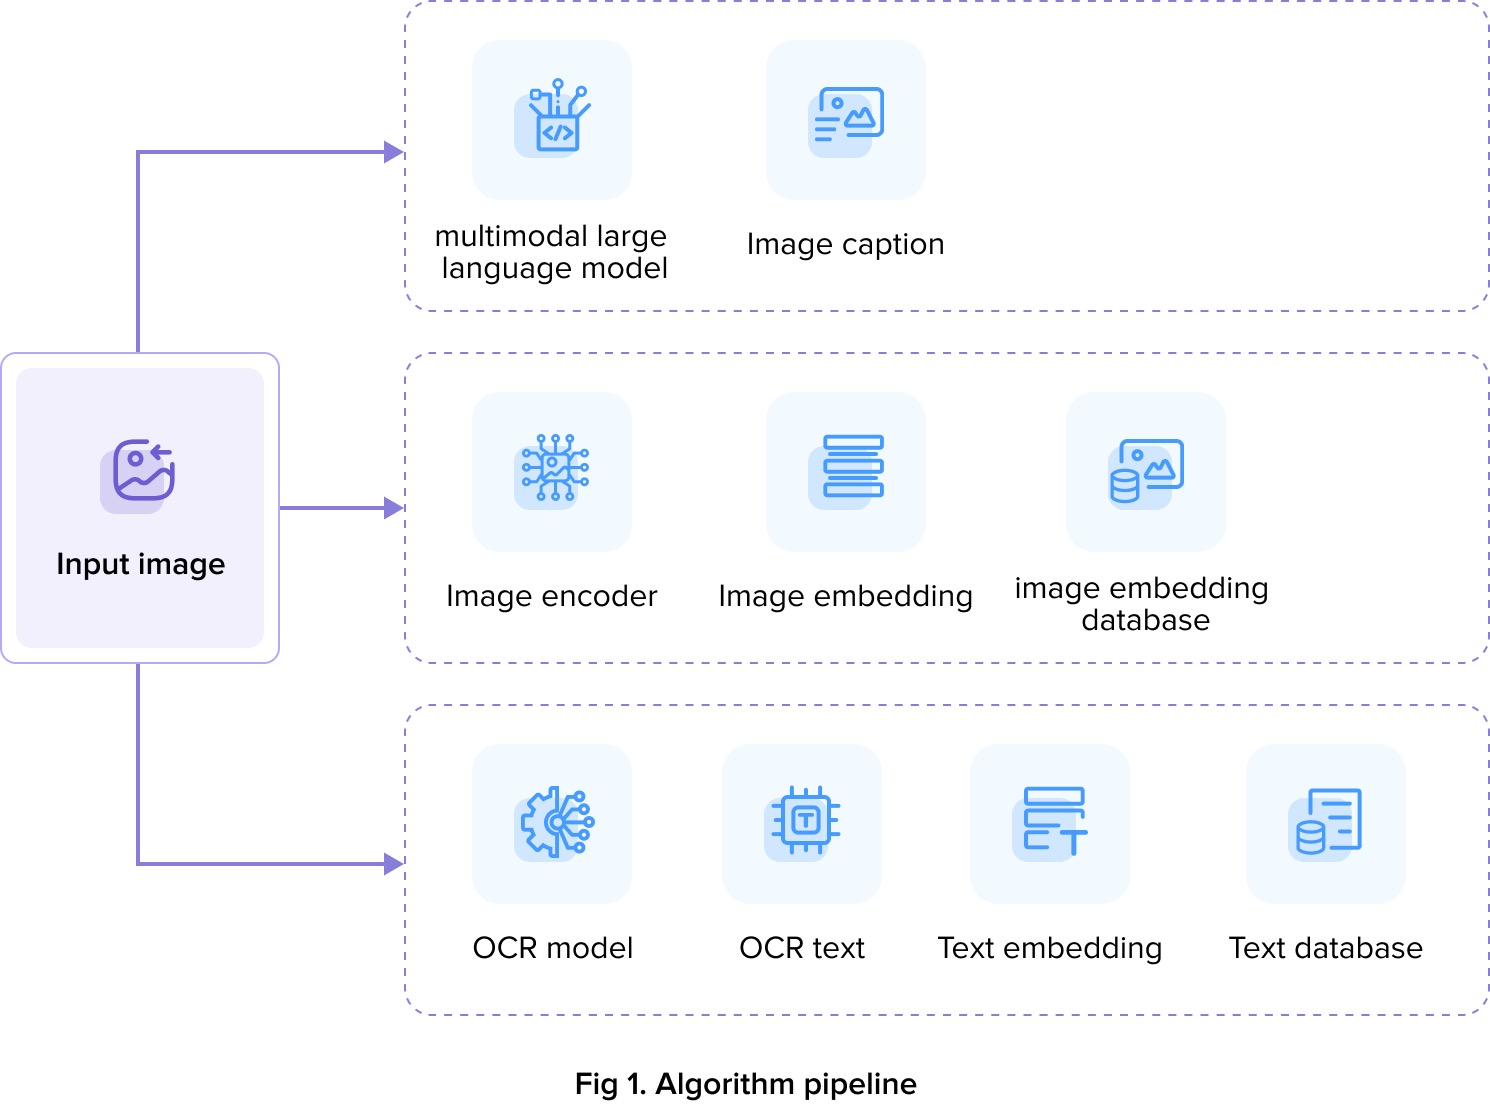 multimodal large
language model
Image caption
Input image
Image encoder
Image embedding
image embedding
database
OCR model
OCR text
Text embedding
Text database
Fig 1. Algorithm pipeline